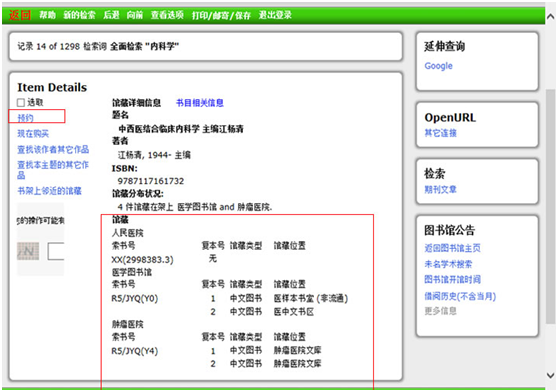 返回 帮助 新的检索 后退 向前 查看选项 打印/邮寄/保存 退出登录
记录 14 of 1298 检索词 全面检索 "内科学"
Item Details
选取
预约
现在购买
查找该作者其它作品
查找本主题的其它作品
书架上邻近的馆藏
的操作可能有
馆藏详细信息 书目相关信息
题名
中西医结合临床内科学 主编江杨清
著者
江杨清, 1944- 主编
ISBN:
9787117161732
馆藏分布状况:
4 件馆藏在架上 医学图书馆 and 肿瘤医院.
馆藏
人民医院
索书号 复本号 馆藏类型 馆藏位置
XX(2998383.3) 无
医学图书馆
索书号 复本号 馆藏类型 馆藏位置
R5/JYQ(Y0) 1 中文图书 医样本书室 (非流通)
2 中文图书 医中文书区
肿瘤医院
索书号 复本号 馆藏类型 馆藏位置
R5/JYQ(Y4) 1 中文图书 肿瘤医院文库
2 中文图书 肿瘤医院文库
延伸查询
Google
OpenURL
其它连接
检索
期刊文章
图书馆公告
返回图书馆主页
未名学术搜索
图书馆开馆时间
借阅历史(不含当月)
更多信息